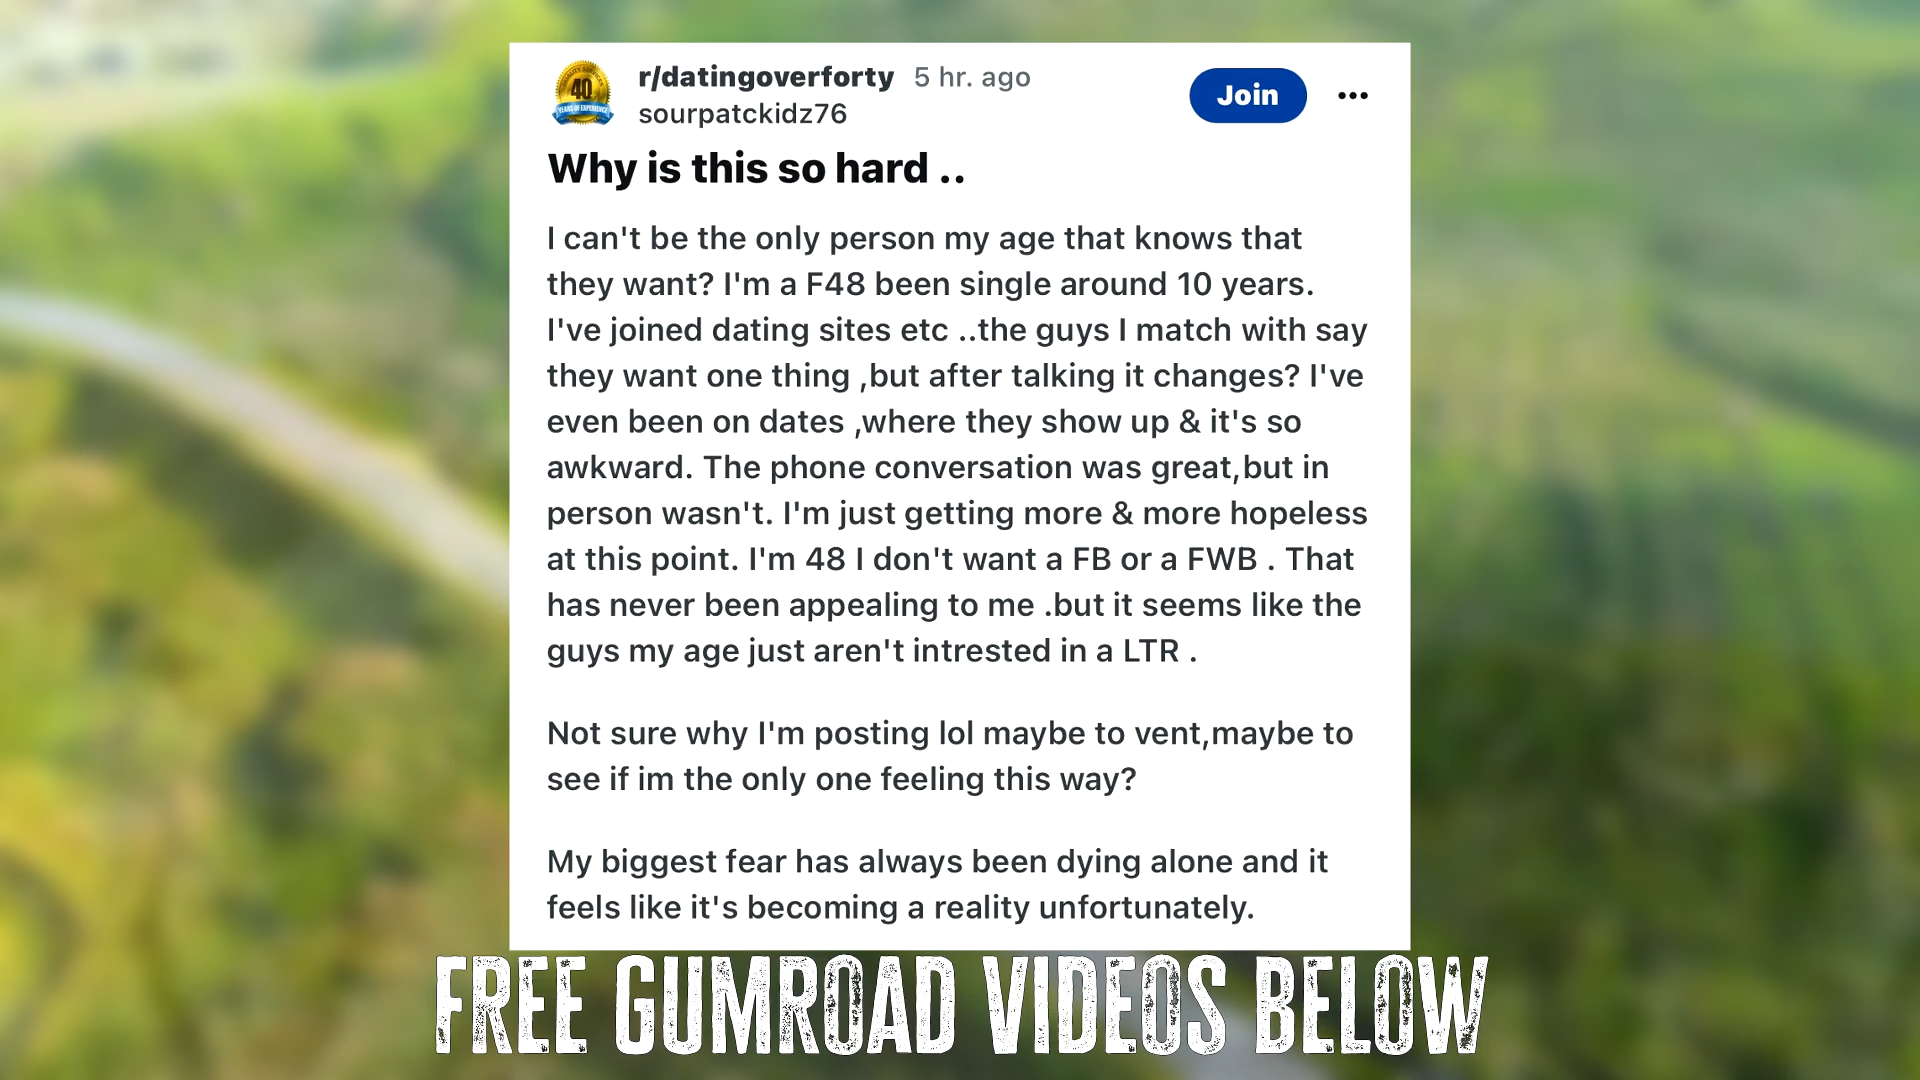 r/datingoverforty 5 hr. ago
sourpatckidz76
Join
40
YEARS OF EXPERIENCE
Why is this so hard ..
I can't be the only person my age that knows that
they want? I'm a F48 been single around 10 years.
I've joined dating sites etc ..the guys I match with say
they want one thing ,but after talking it changes? I've
even been on dates ,where they show up & it's so
awkward. The phone conversation was great,but in
person wasn't. I'm just getting more & more hopeless
at this point. I'm 48 I don't want a FB or a FWB . That
has never been appealing to me .but it seems like the
guys my age just aren't intrested in a LTR .
Not sure why I'm posting lol maybe to vent,maybe to
see if im the only one feeling this way?
My biggest fear has always been dying alone and it
feels like it's becoming a reality unfortunately.
FREE GUMROAD VIDEOS BELOW